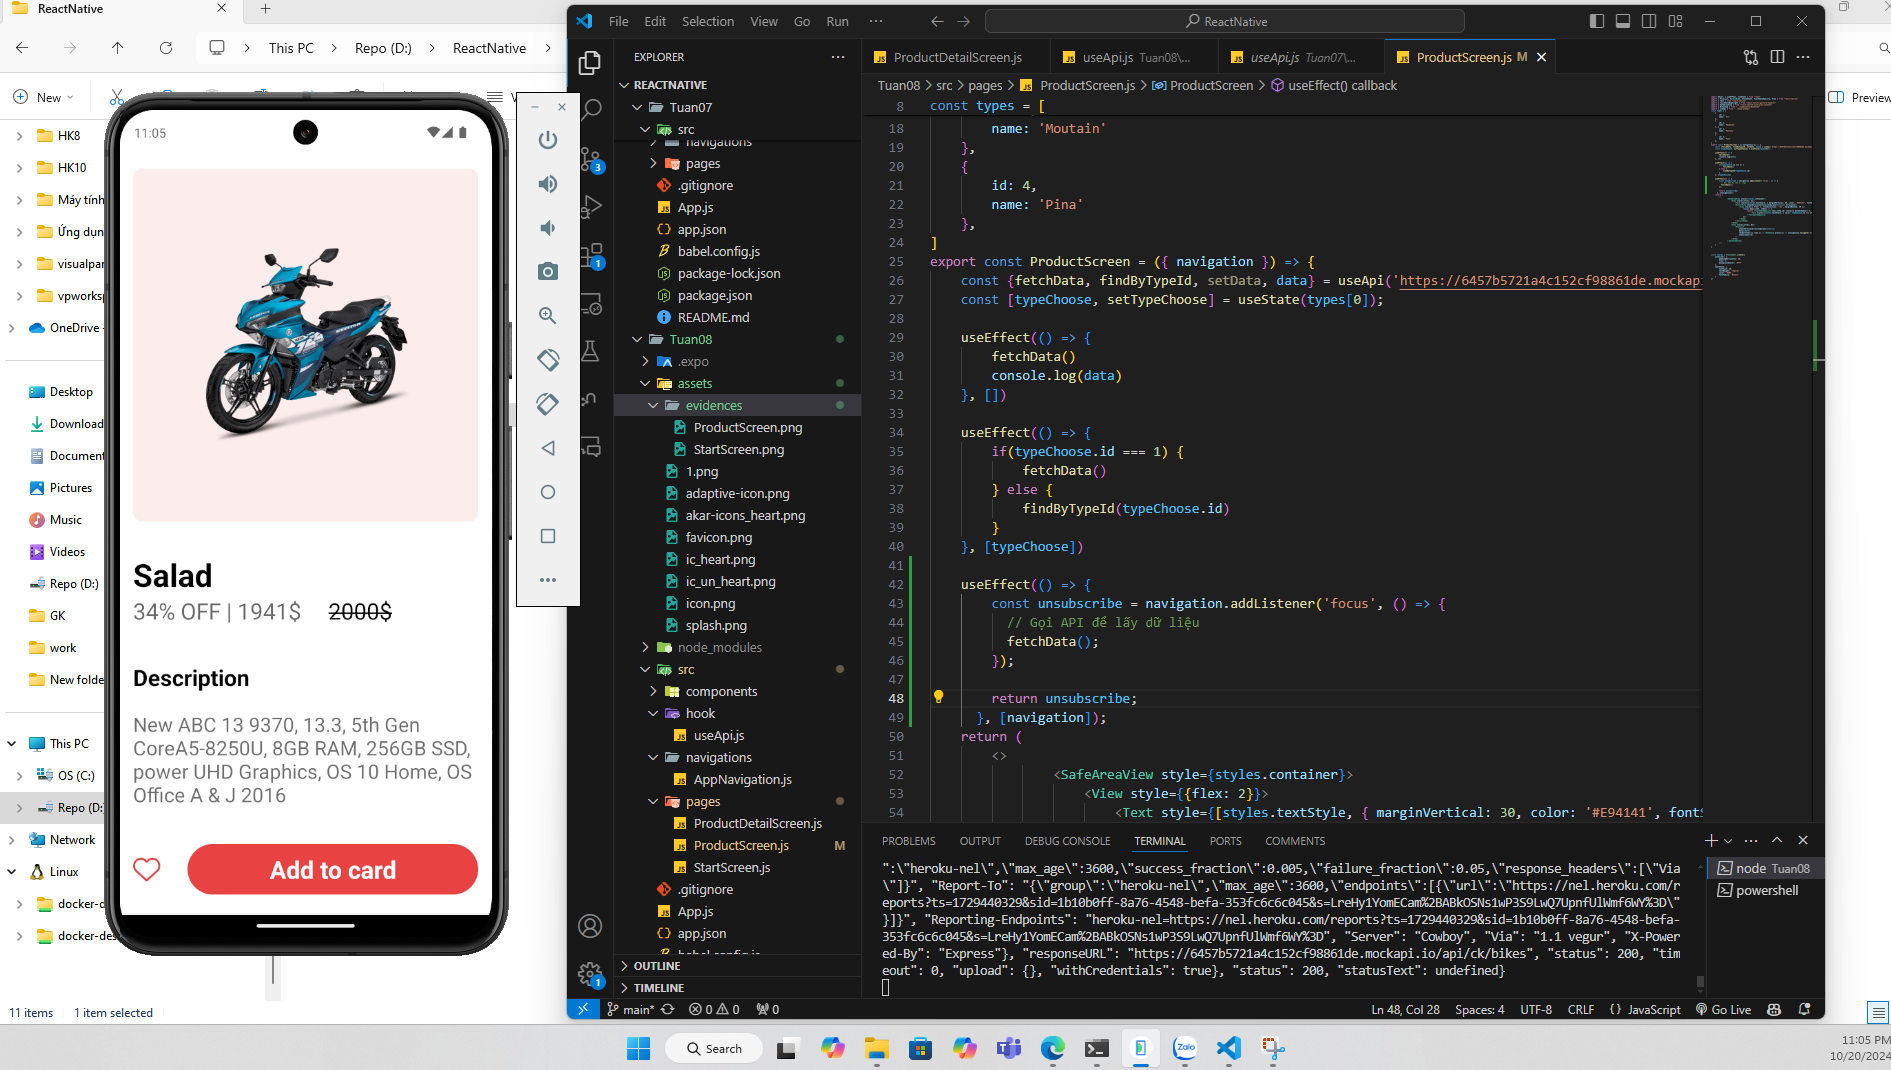 ReactNative
This PC
Repo (D:)
ReactNative
New
Preview
HK8
HK10
Máy tính
Ứng dụn
visualpar
vpworksp
OneDrive -
Desktop
Download
Document
Pictures
Music
Videos
Repo (D:)
GK
work
New folde
This PC
OS (C:)
Repo (D:)
Network
Linux
docker-d
docker-des
11 items
1 item selected
11:05
Salad
34% OFF | 1941$ 2000$
Description
New ABC 13 9370, 13.3, 5th Gen
CoreA5-8250U, 8GB RAM, 256GB SSD,
power UHD Graphics, OS 10 Home, OS
Office A & J 2016
Add to card
File Edit Selection View Go Run ···
ReactNative
EXPLORER
REACTNATIVE
Tuan07
src
navigations
pages
.gitignore
App.js
app.json
babel.config.js
package-lock.json
package.json
README.md
Tuan08
.expo
assets
evidences
ProductScreen.png
StartScreen.png
1.png
adaptive-icon.png
akar-icons_heart.png
favicon.png
ic_heart.png
ic_un_heart.png
icon.png
splash.png
node_modules
src
components
hook
useApi.js
navigations
AppNavigation.js
pages
ProductDetailScreen.js
ProductScreen.js M
StartScreen.js
.gitignore
App.js
app.json
babel.config.js
OUTLINE
TIMELINE
3
1
1
ProductDetailScreen.js
useApi.js Tuan08\...
useApi.js Tuan07\...
ProductScreen.js M
Tuan08 > src > pages > ProductScreen.js > ProductScreen > useEffect() callback
8 const types = [
18 name: 'Moutain'
19 },
20 {
21 id: 4,
22 name: 'Pina'
23 },
24 ]
25 export const ProductScreen = ({ navigation }) => {
26 const {fetchData, findByTypeId, setData, data} = useApi('https://6457b5721a4c152cf98861de.mockapi
27 const [typeChoose, setTypeChoose] = useState(types[0]);
28
29 useEffect(() => {
30 fetchData()
31 console.log(data)
32 }, [])
33
34 useEffect(() => {
35 if(typeChoose.id === 1) {
36 fetchData()
37 } else {
38 findByTypeId(typeChoose.id)
39 }
40 }, [typeChoose])
41
42 useEffect(() => {
43 const unsubscribe = navigation.addListener('focus', () => {
44 // Gọi API để lấy dữ liệu
45 fetchData();
46 });
47
48 return unsubscribe;
49 }, [navigation]);
50 return (
51 <>
52 <SafeAreaView style={styles.container}>
53 <View style={{flex: 2}}>
54 <Text style={[styles.textStyle, { marginVertical: 30, color: '#E94141', fontS
PROBLEMS OUTPUT DEBUG CONSOLE TERMINAL PORTS COMMENTS
":\"heroku-nel\",\"max_age\":3600,\"success_fraction\":0.005,\"failure_fraction\":0.05,\"response_headers\":[\"Via
\"]}", "Report-To": "{\"group\":\"heroku-nel\",\"max_age\":3600,\"endpoints\":[{\"url\":\"https://nel.heroku.com/r
eports?ts=1729440329&sid=1b10b0ff-8a76-4548-befa-353fc6c6c045&s=LreHy1YomECam%2BABkOSNs1wP3S9LwQ7UpnfUlWmf6WY%3D\"
}]}", "Reporting-Endpoints": "heroku-nel=https://nel.heroku.com/reports?ts=1729440329&sid=1b10b0ff-8a76-4548-befa-
353fc6c6c045&s=LreHy1YomECam%2BABkOSNs1wP3S9LwQ7UpnfUlWmf6WY%3D", "Server": "Cowboy", "Via": "1.1 vegur", "X-Power
ed-By": "Express"}, "responseURL": "https://6457b5721a4c152cf98861de.mockapi.io/api/ck/bikes", "status": 200, "tim
eout": 0, "upload": {}, "withCredentials": true}, "status": 200, "statusText": undefined}
node Tuan08
powershell
main* 0 0 0
Ln 48, Col 28 Spaces: 4 UTF-8 CRLF {} JavaScript Go Live
Search
Zalo
11:05 PM
10/20/2024